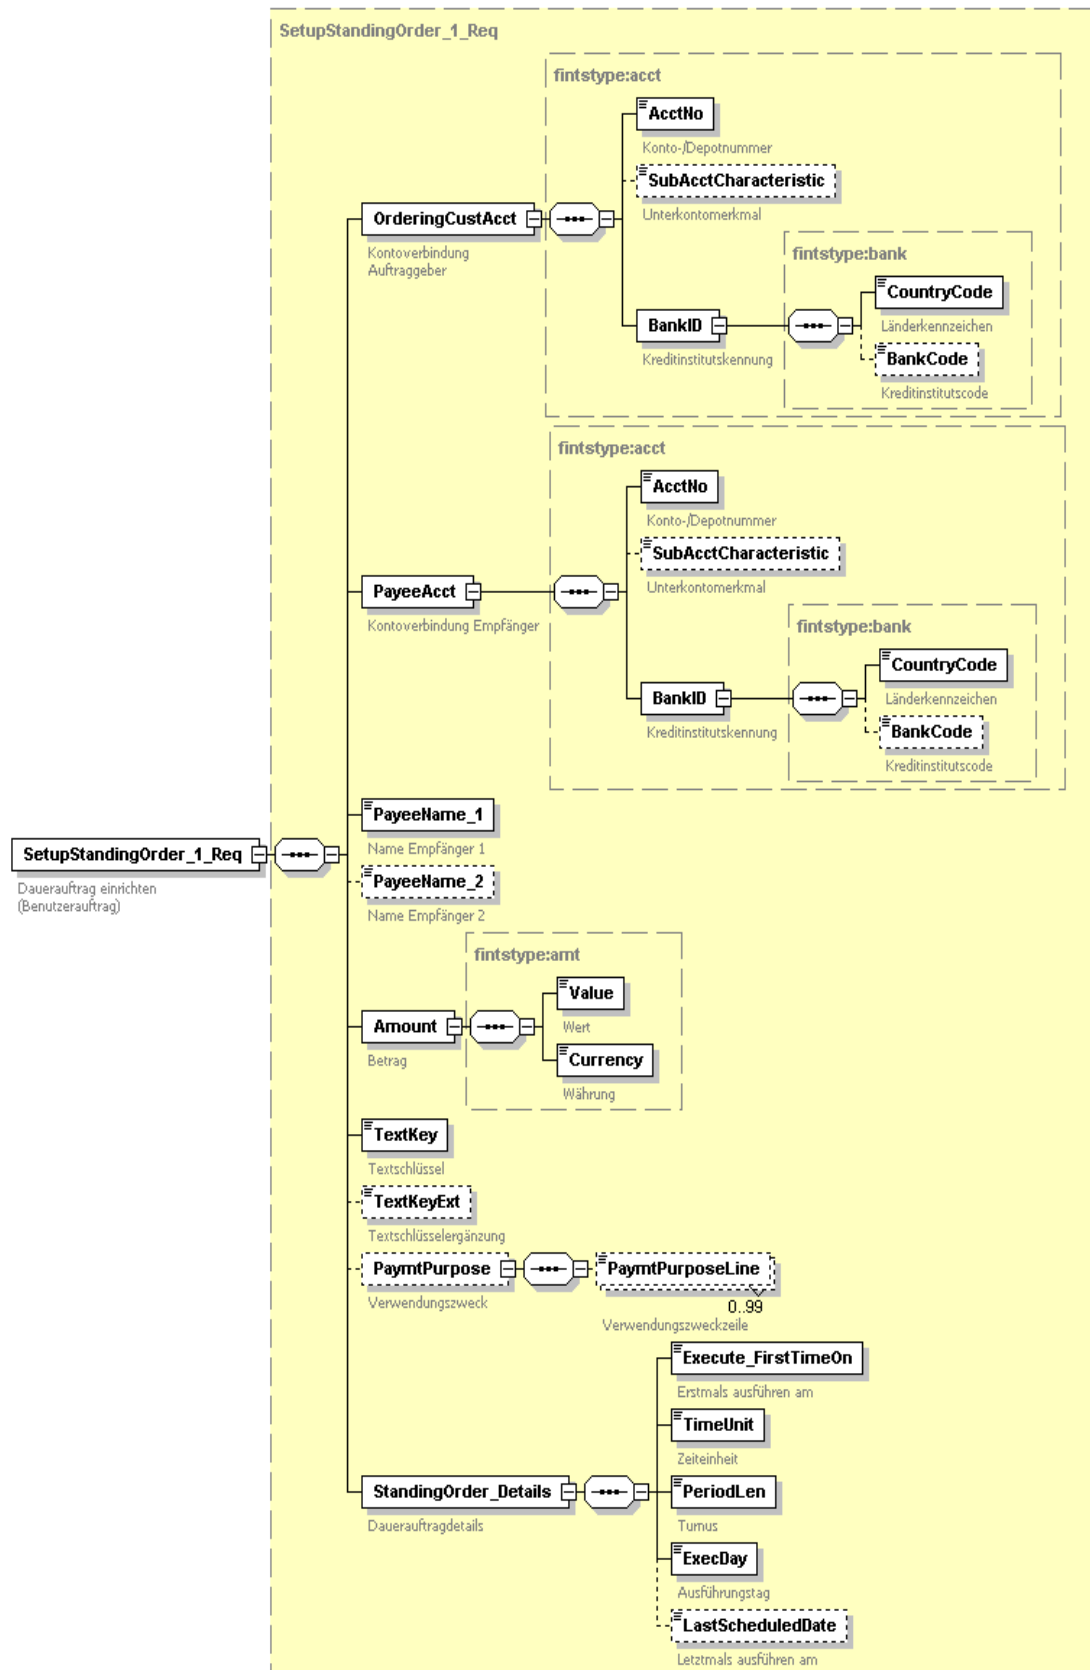 SetupStandingOrder_1_Req
fintstype:acct
AcctNo
Konto-/Depotnummer
SubAcctCharacteristic
Unterkontomerkmal
OrderingCustAcct
Kontoverbindung
Auftraggeber
fintstype:bank
CountryCode
Länderkennzeichen
BankID
Kreditinstitutskennung
BankCode
Kreditinstitutscode
fintstype:acct
AcctNo
Konto-/Depotnummer
SubAcctCharacteristic
Unterkontomerkmal
PayeeAcct
Kontoverbindung Empfänger
fintstype:bank
CountryCode
Länderkennzeichen
BankID
Kreditinstitutskennung
BankCode
Kreditinstitutscode
PayeeName_1
Name Empfänger 1
SetupStandingOrder_1_Req
Dauerauftrag einrichten
(Benutzerauftrag)
PayeeName_2
Name Empfänger 2
fintstype:amt
Value
Wert
Amount
Betrag
Currency
Währung
TextKey
Textschlüssel
TextKeyExt
Textschlüsselergänzung
PaymtPurpose
Verwendungszweck
PaymtPurposeLine
0..99
Verwendungszweckzeile
Execute_FirstTimeOn
Erstmals ausführen am
TimeUnit
Zeiteinheit
StandingOrder_Details
Dauerauftragdetails
PeriodLen
Turnus
ExecDay
Ausführungstag
LastScheduledDate
Letztmals ausführen am